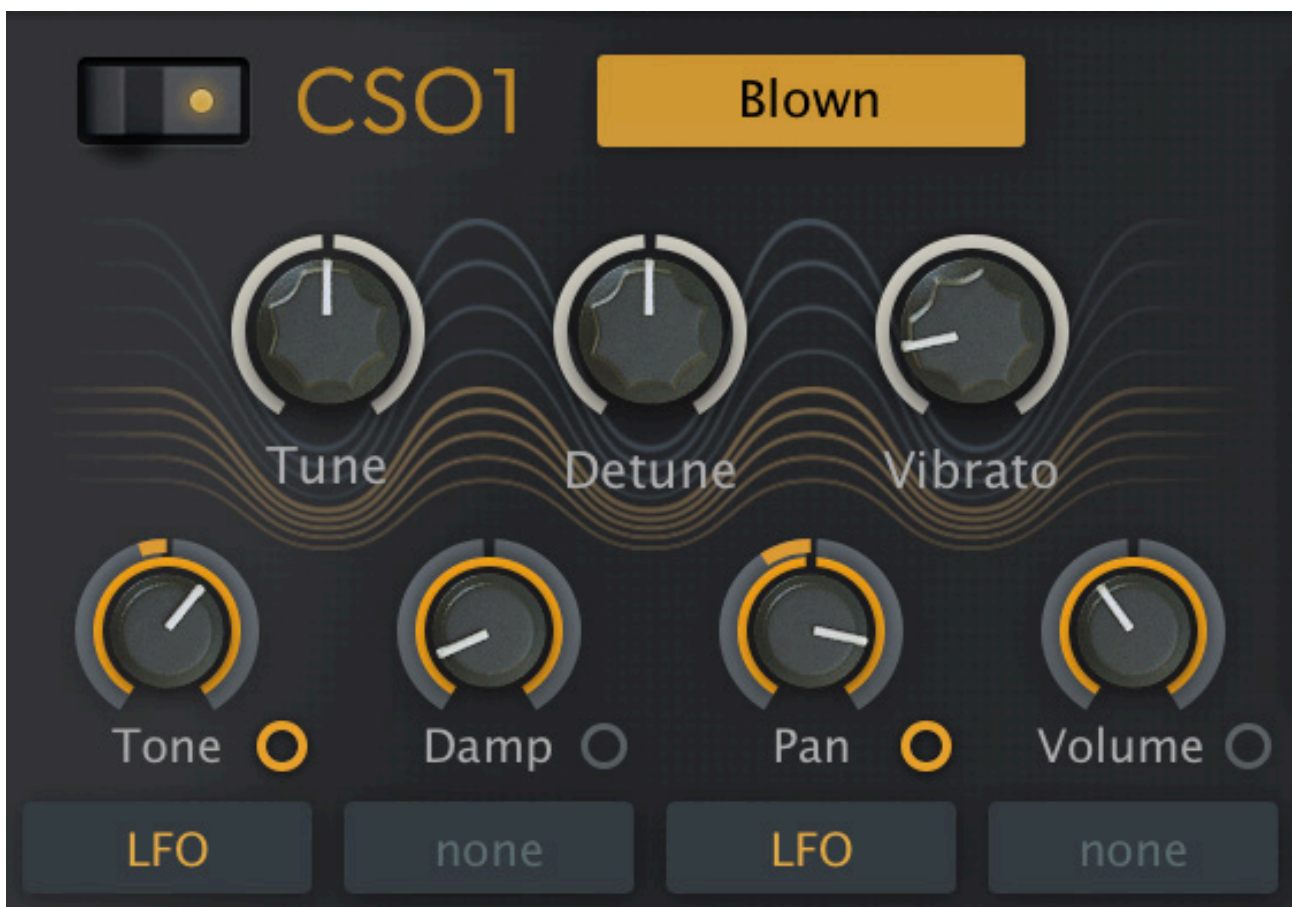 CSO1 Blown
Tune Detune Vibrato
Tone Damp Pan Volume
LFO none LFO none